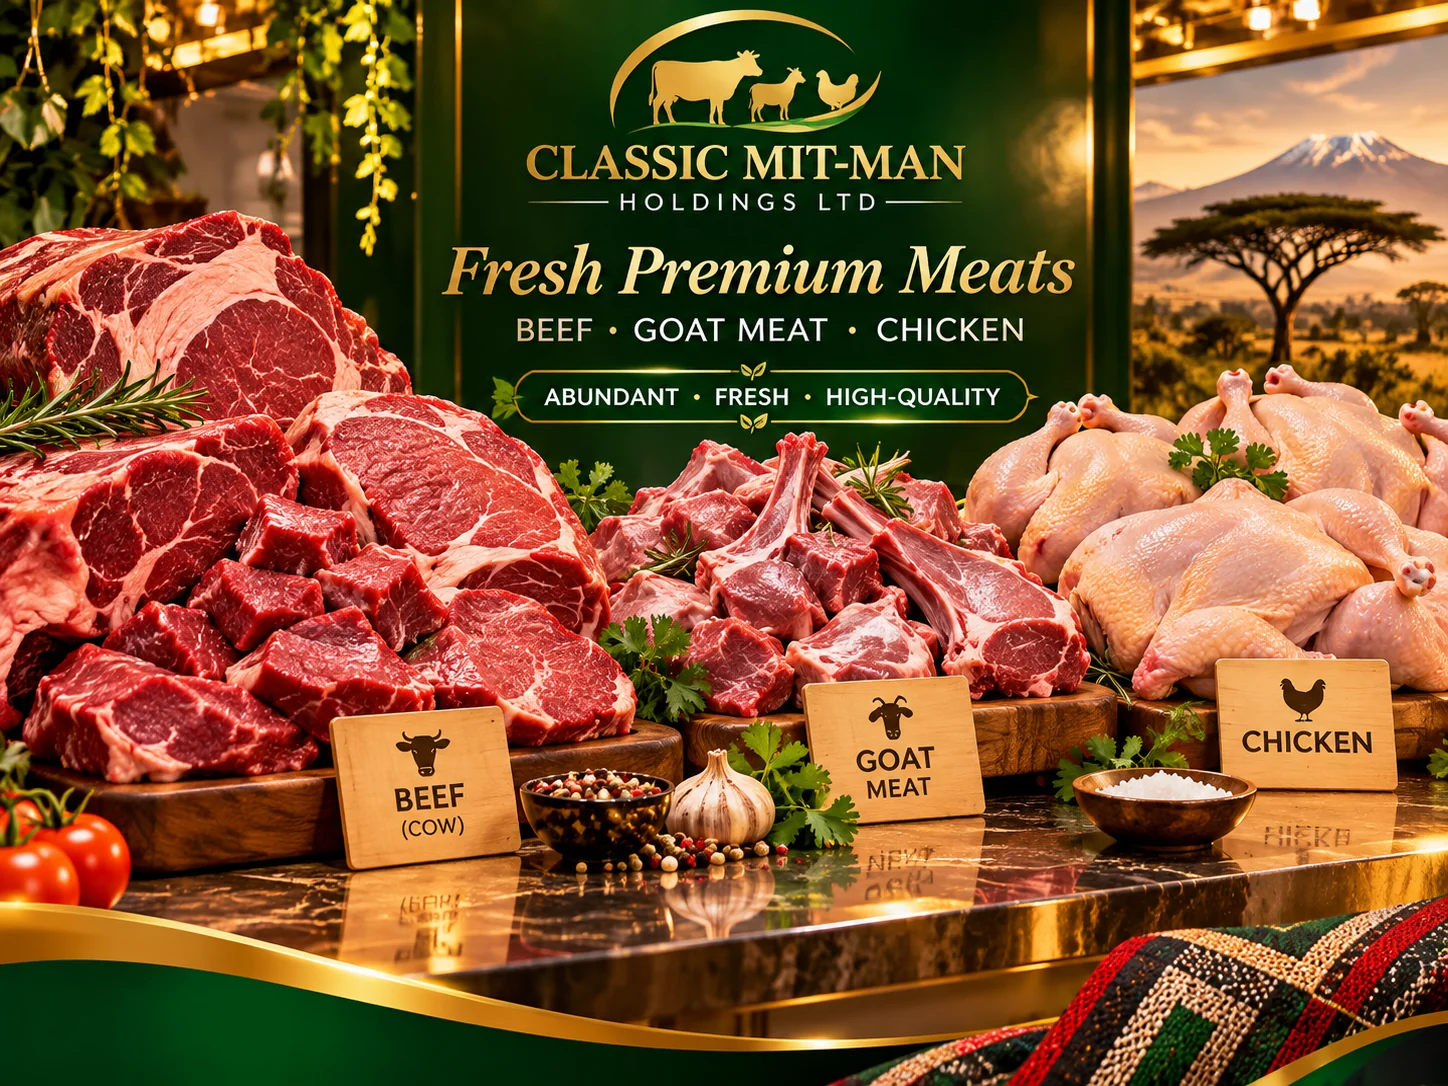 CLASSIC MIT-MAN
HOLDINGS LTD
Fresh Premium Meats
BEEF • GOAT MEAT • CHICKEN
ABUNDANT • FRESH • HIGH-QUALITY
BEEF
(COW)
GOAT
MEAT
CHICKEN